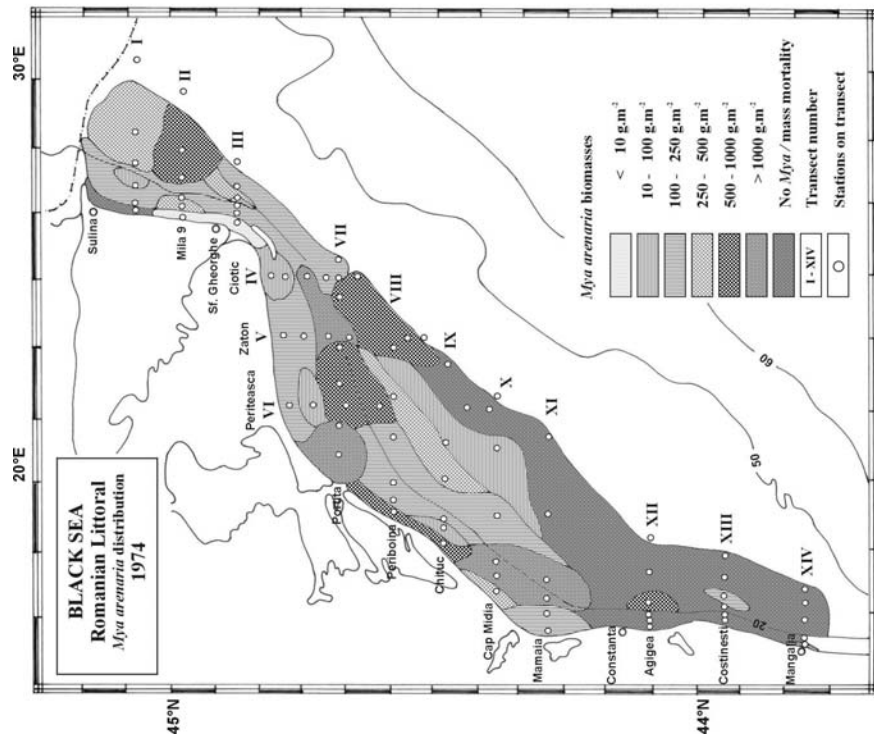 BLACK SEA
Romanian Littoral
Mya arenaria distribution
1974
20°E
30°E
45°N
44°N
Sulina
Mila 9
Sf. Gheorghe
Ciotic
Zaton
Periteasca
Portita
Periboina
Chituc
Cap Midia
Mamaia
Constanta
Agigea
Costinesti
Mangalia
I
II
III
IV
V
VI
VII
VIII
IX
X
XI
XII
XIII
XIV
20
50
60
Mya arenaria biomasses
< 10 g.m⁻²
10 - 100 g.m⁻²
100 - 250 g.m⁻²
250 - 500 g.m⁻²
500 - 1000 g.m⁻²
> 1000 g.m⁻²
No Mya / mass mortality
I - XIV Transect number
Stations on transect